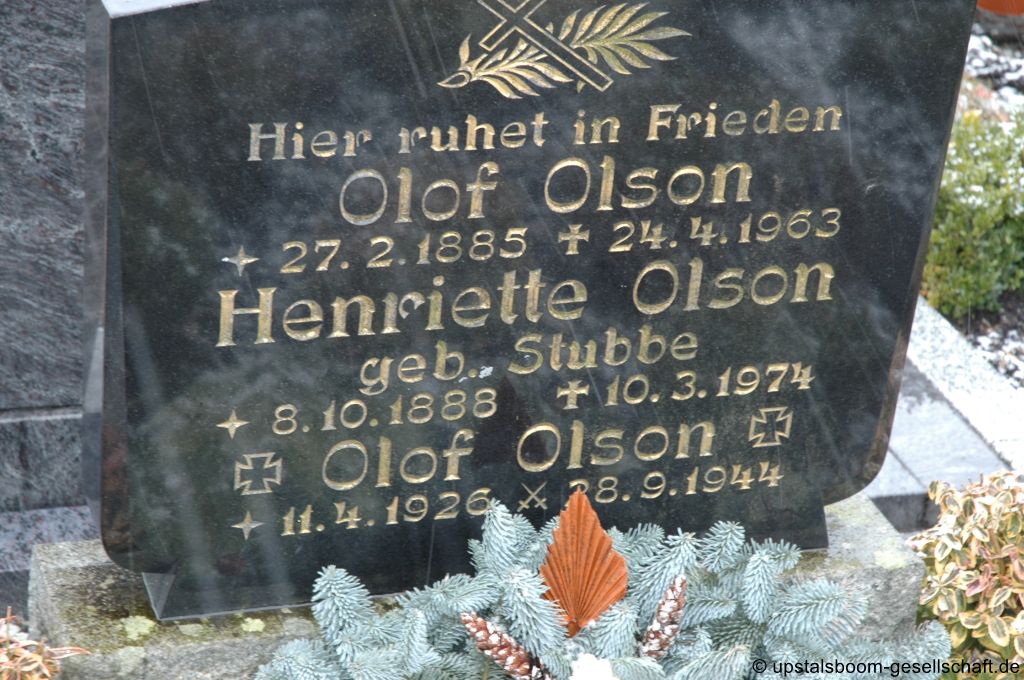 Hier ruhet in Frieden
Olof Olson
27.2.1885 24.4.1963
Henriette Olson
geb. Stubbe
8.10.1888 10.3.1974
Olof Olson
11.4.1926 28.9.1944
© upstalsboom-gesellschaft.de